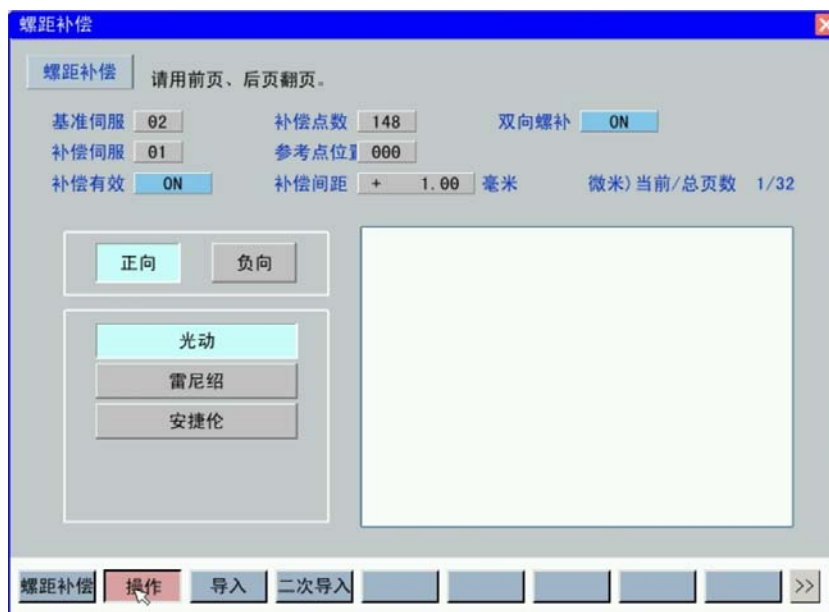 螺距补偿
螺距补偿 请用前页、后页翻页。
基准伺服 02 补偿点数 148 双向螺补 ON
补偿伺服 01 参考点位置 000
补偿有效 ON 补偿间距 + 1.00 毫米 微米)当前/总页数 1/32
正向 负向
光动
雷尼绍
安捷伦
螺距补偿 操作 导入 二次导入 >>